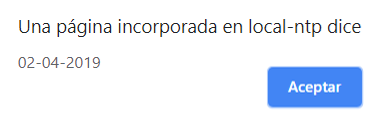 Una página incorporada en local-ntp dice
02-04-2019
Aceptar